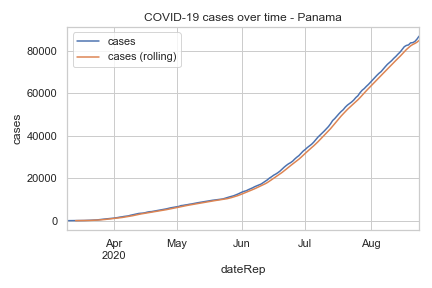 COVID-19 cases over time - Panama
cases
cases (rolling)
80000
60000
40000
20000
0
cases
Apr
2020
May
Jun
Jul
Aug
dateRep